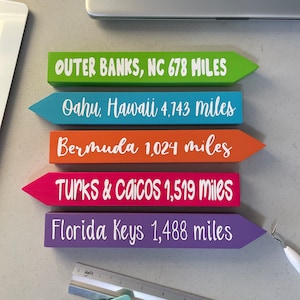 OUTER BANKS, NC 678 MILES
Oahu, Hawaii 4,743 miles
Bermuda 1,024 miles
TURKS & CAICOS 1,519 MILES
Florida Keys 1,488 miles